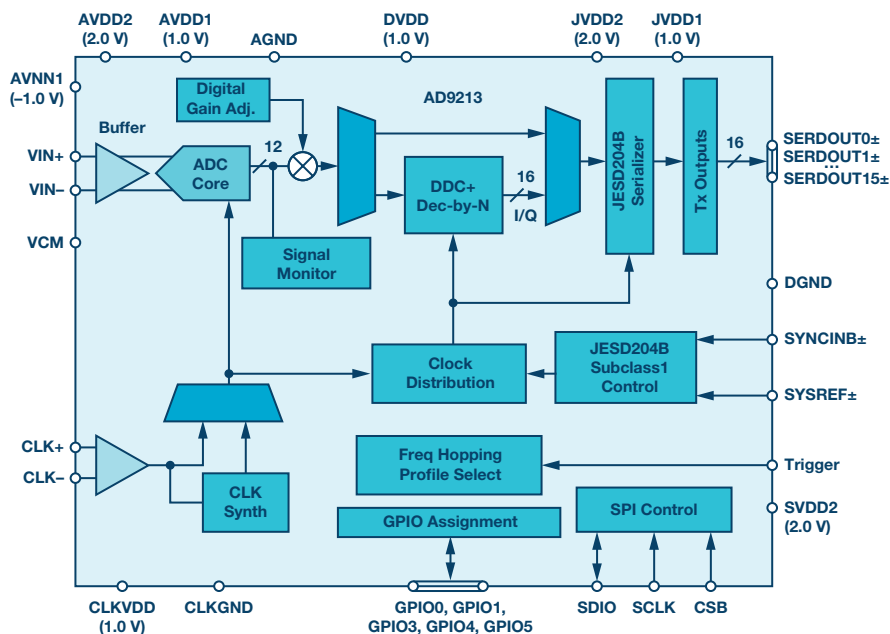 AVDD2
(2.0 V)
AVDD1
(1.0 V)
AGND
DVDD
(1.0 V)
JVDD2
(2.0 V)
JVDD1
(1.0 V)
AVNN1
(–1.0 V)
AD9213
Digital
Gain Adj.
Buffer
VIN+
VIN–
ADC
Core
12
DDC+
Dec-by-N
16
I/Q
JESD204B
Serializer
Tx Outputs
16
SERDOUT0±
SERDOUT1±
...
SERDOUT15±
VCM
Signal
Monitor
DGND
Clock
Distribution
JESD204B
Subclass1
Control
SYNCINB±
SYSREF±
CLK+
CLK–
CLK
Synth
Freq Hopping
Profile Select
Trigger
GPIO Assignment
SPI Control
SVDD2
(2.0 V)
CLKVDD
(1.0 V)
CLKGND
GPIO0, GPIO1,
GPIO3, GPIO4, GPIO5
SDIO
SCLK
CSB